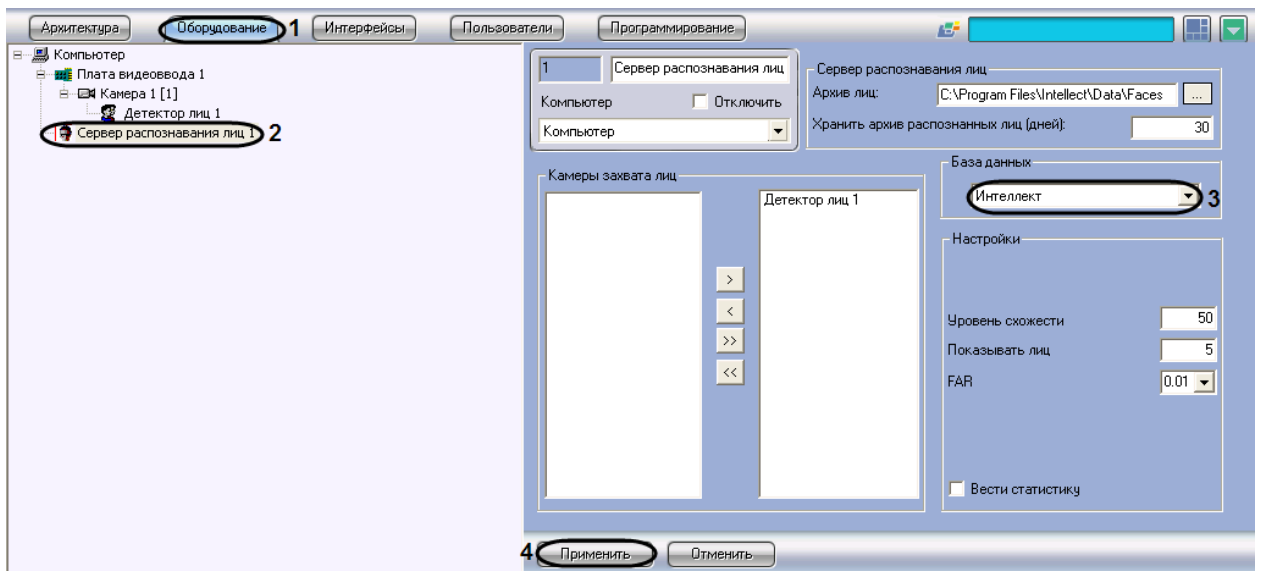 Архитектура Оборудование 1 Интерфейсы Пользователи Программирование
Компьютер
Плата видеоввода 1
Камера 1 [1]
Детектор лиц 1
Сервер распознавания лиц 1 2
1 Сервер распознавания лиц
Компьютер Отключить
Компьютер
Сервер распознавания лиц
Архив лиц: C:\Program Files\Intellect\Data\Faces ...
Хранить архив распознанных лиц (дней): 30
Камеры захвата лиц
Детектор лиц 1
>
<
>>
<<
База данных
Интеллект 3
Настройки
Уровень схожести 50
Показывать лиц 5
FAR 0.01
Вести статистику
4 Применить Отменить